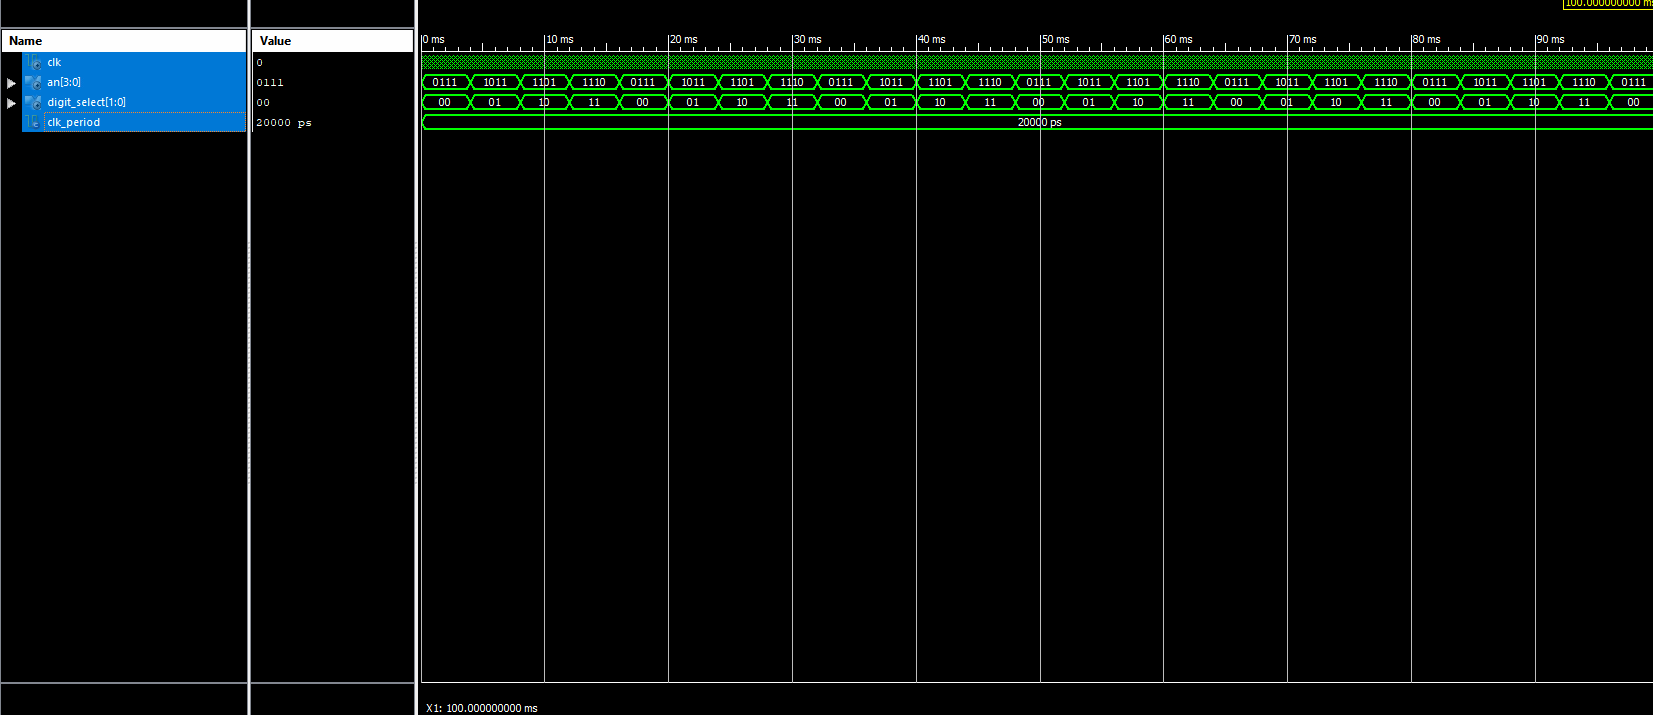 100.000000000 ms
Name Value
0 ms 10 ms 20 ms 30 ms 40 ms 50 ms 60 ms 70 ms 80 ms 90 ms
clk 0
an[3:0] 0111 0111 1011 1101 1110 0111 1011 1101 1110 0111 1011 1101 1110 0111 1011 1101 1110 0111 1011 1101 1110 0111 1011 1101 1110 0111
digit_select[1:0] 00 00 01 10 11 00 01 10 11 00 01 10 11 00 01 10 11 00 01 10 11 00 01 10 11 00
clk_period 20000 ps 20000 ps
X1: 100.000000000 ms